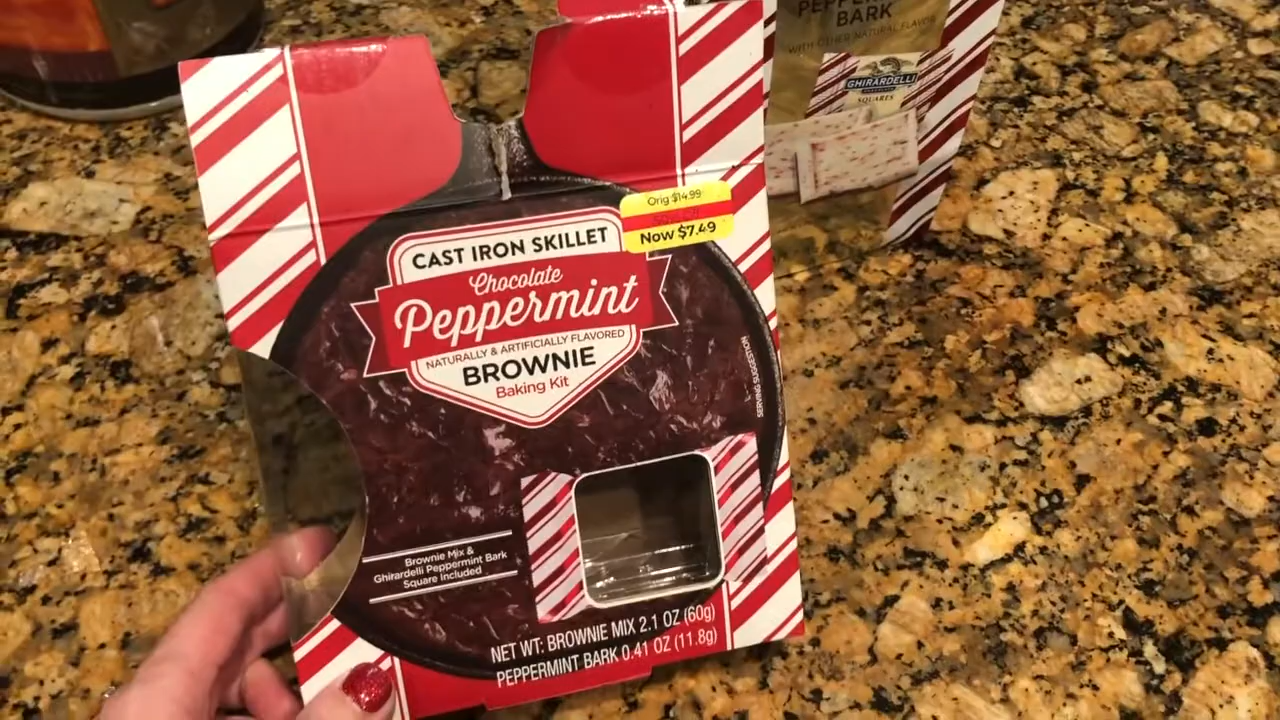 PEPPERMINT
BARK
WITH OTHER NATURAL FLAVOR
GHIRARDELLI
SQUARES
Orig $14.99
Now $7.49
CAST IRON SKILLET
Chocolate
Peppermint
NATURALLY & ARTIFICIALLY FLAVORED
BROWNIE
Baking Kit
SERVING SUGGESTION
Brownie Mix &
Ghirardelli Peppermint Bark
Square Included
NET WT: BROWNIE MIX 2.1 OZ (60g)
PEPPERMINT BARK 0.41 OZ (11.8g)